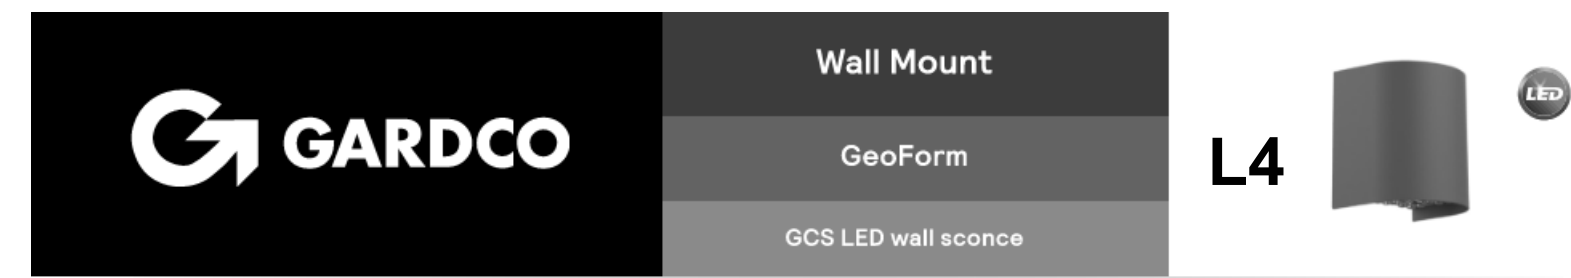 GARDCO
Wall Mount
GeoForm
GCS LED wall sconce
L4
LED